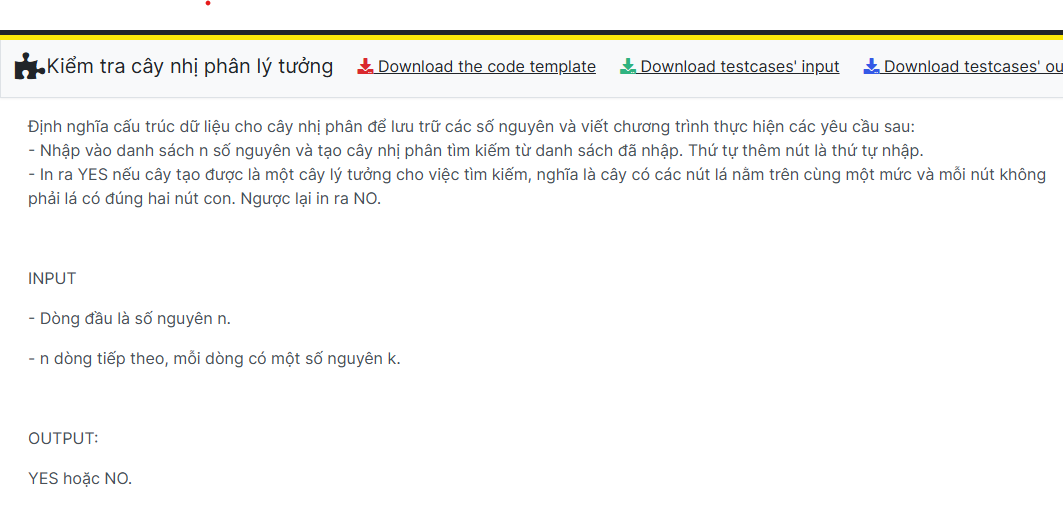 Kiểm tra cây nhị phân lý tưởng Download the code template Download testcases' input Download testcases' ou
Định nghĩa cấu trúc dữ liệu cho cây nhị phân để lưu trữ các số nguyên và viết chương trình thực hiện các yêu cầu sau:
- Nhập vào danh sách n số nguyên và tạo cây nhị phân tìm kiếm từ danh sách đã nhập. Thứ tự thêm nút là thứ tự nhập.
- In ra YES nếu cây tạo được là một cây lý tưởng cho việc tìm kiếm, nghĩa là cây có các nút lá nằm trên cùng một mức và mỗi nút không
phải lá có đúng hai nút con. Ngược lại in ra NO.
INPUT
- Dòng đầu là số nguyên n.
- n dòng tiếp theo, mỗi dòng có một số nguyên k.
OUTPUT:
YES hoặc NO.